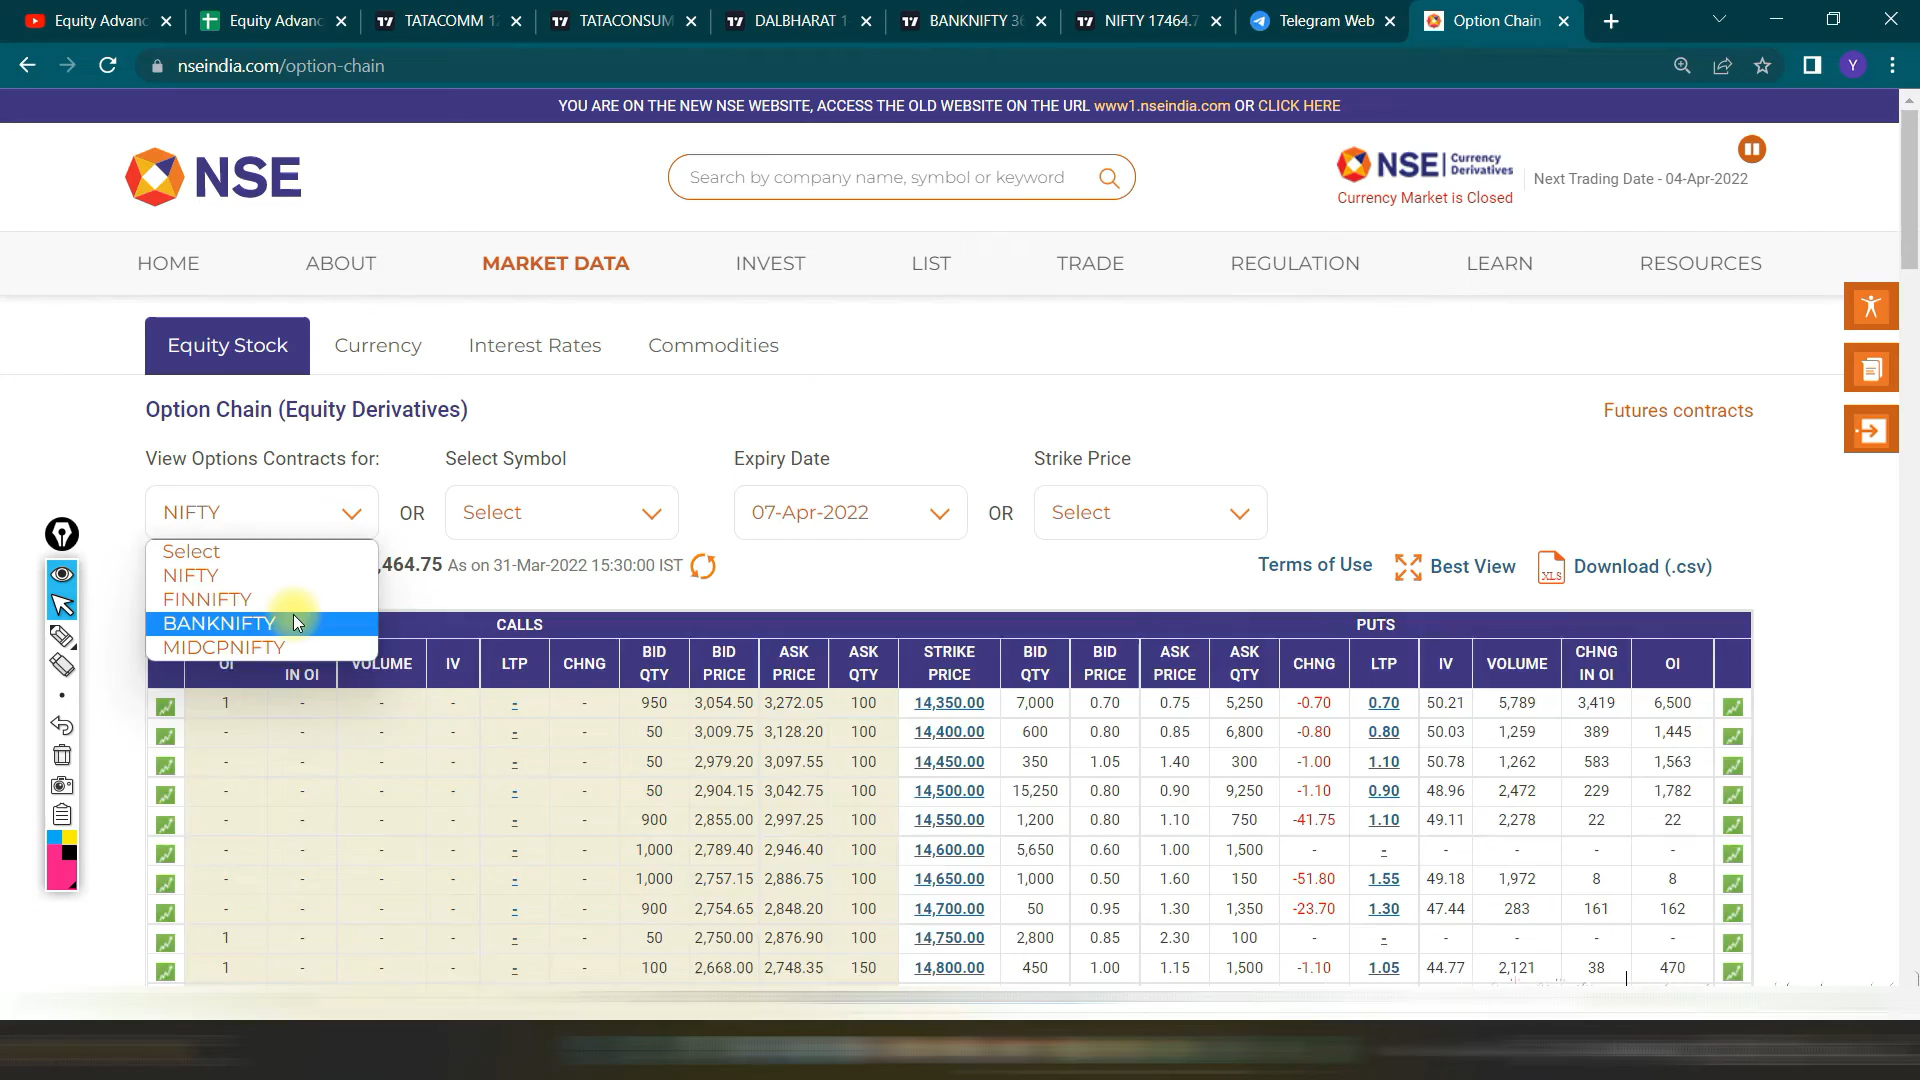 Equity Advanc
Equity Advanc
TATACOMM 12
TATACONSUM
DALBHARAT 1
BANKNIFTY 36
NIFTY 17464.7
Telegram Web
Option Chain
nseindia.com/option-chain
Y
YOU ARE ON THE NEW NSE WEBSITE, ACCESS THE OLD WEBSITE ON THE URL www1.nseindia.com OR CLICK HERE
NSE
Search by company name, symbol or keyword
NSE Currency Derivatives
Currency Market is Closed
Next Trading Date - 04-Apr-2022
HOME ABOUT MARKET DATA INVEST LIST TRADE REGULATION LEARN RESOURCES
Equity Stock Currency Interest Rates Commodities
Option Chain (Equity Derivatives)
Futures contracts
View Options Contracts for: Select Symbol Expiry Date Strike Price
NIFTY OR Select 07-Apr-2022 OR Select
Select
NIFTY
FINNIFTY
BANKNIFTY
MIDCPNIFTY
,464.75 As on 31-Mar-2022 15:30:00 IST
Terms of Use Best View XLS Download (.csv)
CALLS PUTS
OI IN OI VOLUME IV LTP CHNG BID QTY BID PRICE ASK PRICE ASK QTY STRIKE PRICE BID QTY BID PRICE ASK PRICE ASK QTY CHNG LTP IV VOLUME CHNG IN OI OI
1 - - - - - 950 3,054.50 3,272.05 100 14,350.00 7,000 0.70 0.75 5,250 -0.70 0.70 50.21 5,789 3,419 6,500
- - - - - - 50 3,009.75 3,128.20 100 14,400.00 600 0.80 0.85 6,800 -0.80 0.80 50.03 1,259 389 1,445
- - - - - - 50 2,979.20 3,097.55 100 14,450.00 350 1.05 1.40 300 -1.00 1.10 50.78 1,262 583 1,563
- - - - - - 50 2,904.15 3,042.75 100 14,500.00 15,250 0.80 0.90 9,250 -1.10 0.90 48.96 2,472 229 1,782
- - - - - - 900 2,855.00 2,997.25 100 14,550.00 1,200 0.80 1.10 750 -41.75 1.10 49.11 2,278 22 22
- - - - - - 1,000 2,789.40 2,946.40 100 14,600.00 5,650 0.60 1.00 1,500 - - - - - -
- - - - - - 1,000 2,757.15 2,886.75 100 14,650.00 1,000 0.50 1.60 150 -51.80 1.55 49.18 1,972 8 8
- - - - - - 900 2,754.65 2,848.20 100 14,700.00 50 0.95 1.30 1,350 -23.70 1.30 47.44 283 161 162
1 - - - - - 50 2,750.00 2,876.90 100 14,750.00 2,800 0.85 2.30 100 - - - - - -
1 - - - - - 100 2,668.00 2,748.35 150 14,800.00 450 1.00 1.15 1,500 -1.10 1.05 44.77 2,121 38 470